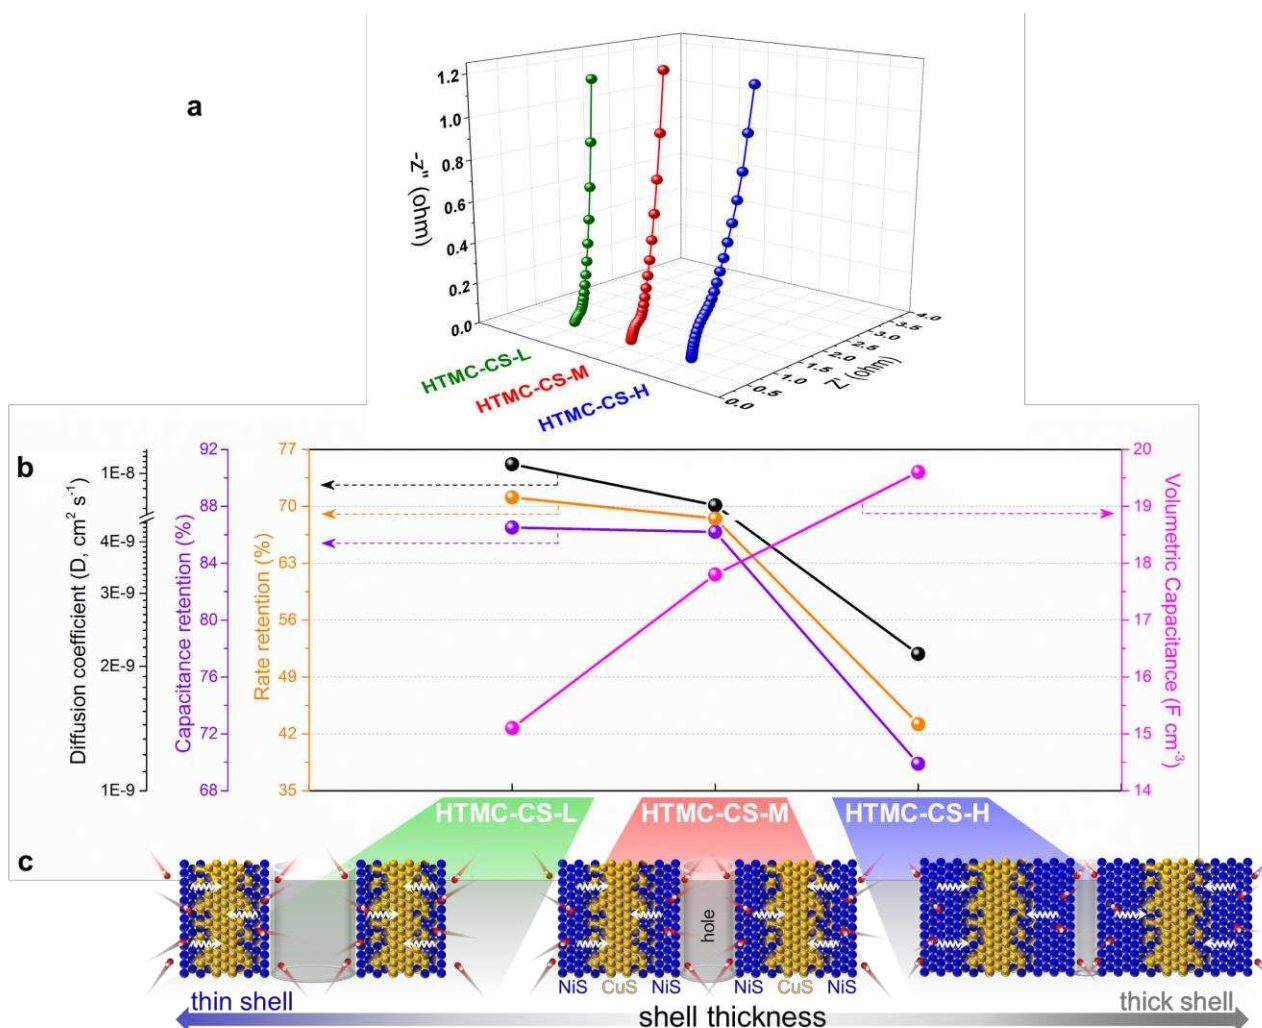 a
1.2
1.0
0.8
0.6
0.4
0.2
0.0
-Z" (ohm)
4.0
3.5
3.0
2.5
2.0
1.5
1.0
0.5
0.0
Z' (ohm)
HTMC-CS-L
HTMC-CS-M
HTMC-CS-H
b
Diffusion coefficient (D, cm² s⁻¹)
1E-8
4E-9
3E-9
2E-9
1E-9
Capacitance retention (%)
92
88
84
80
76
72
68
Rate retention (%)
77
70
63
56
49
42
35
20
19
18
17
16
15
14
Volumetric Capacitance (F cm⁻³)
HTMC-CS-L HTMC-CS-M HTMC-CS-H
c
hole
NiS CuS NiS NiS CuS NiS
thin shell shell thickness thick shell